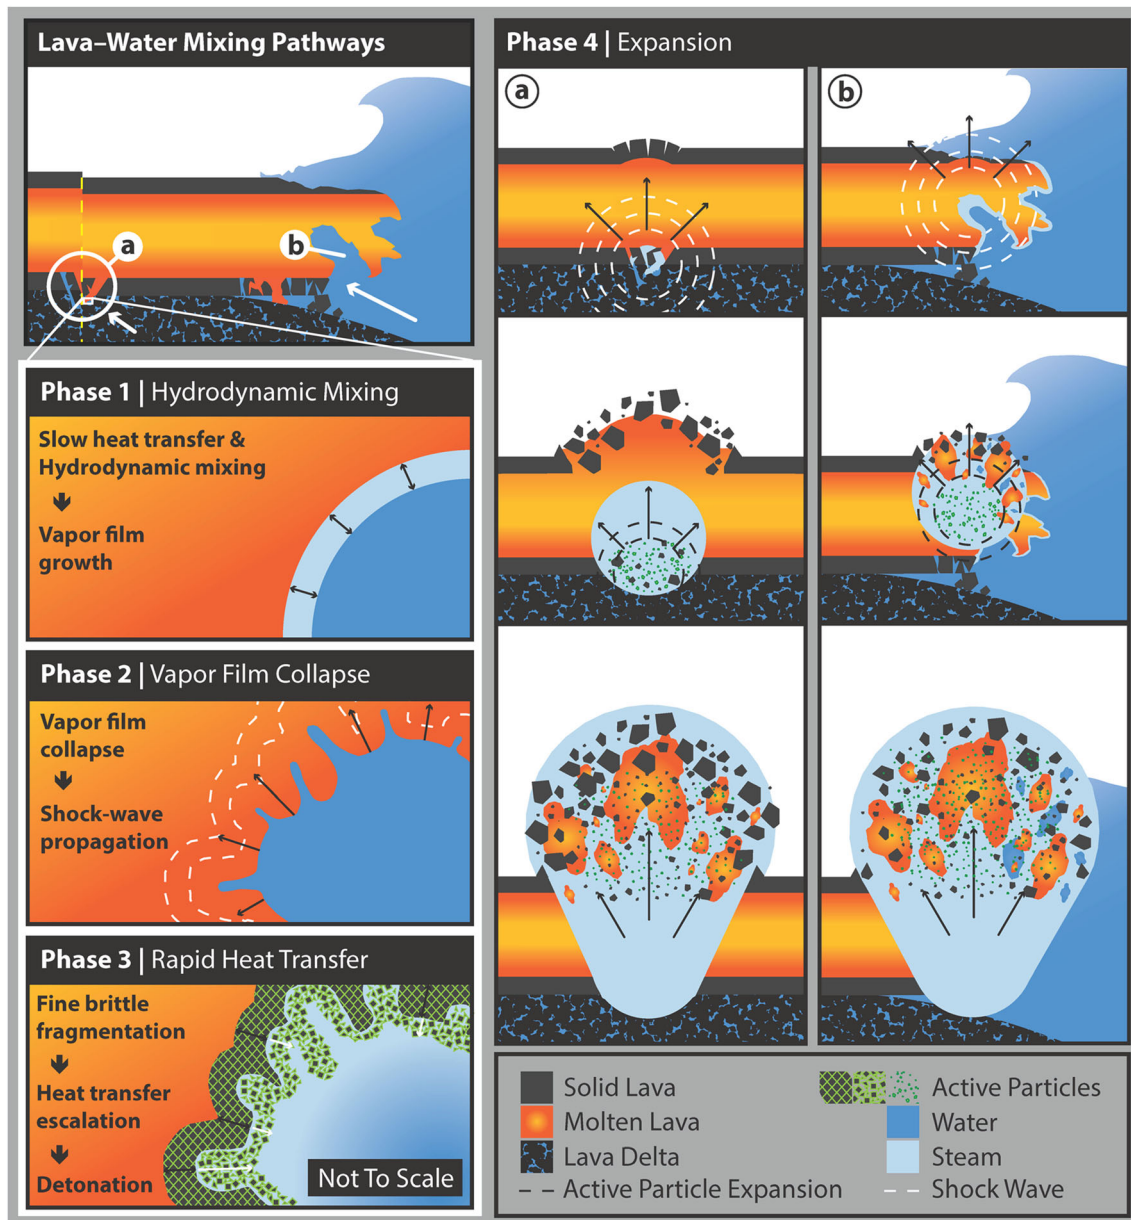 Lava–Water Mixing Pathways
a
b
Phase 1 | Hydrodynamic Mixing
Slow heat transfer &
Hydrodynamic mixing
Vapor film
growth
Phase 2 | Vapor Film Collapse
Vapor film
collapse
Shock-wave
propagation
Phase 3 | Rapid Heat Transfer
Fine brittle
fragmentation
Heat transfer
escalation
Detonation
Not To Scale
Phase 4 | Expansion
a
b
Solid Lava
Molten Lava
Lava Delta
Active Particle Expansion
Active Particles
Water
Steam
Shock Wave